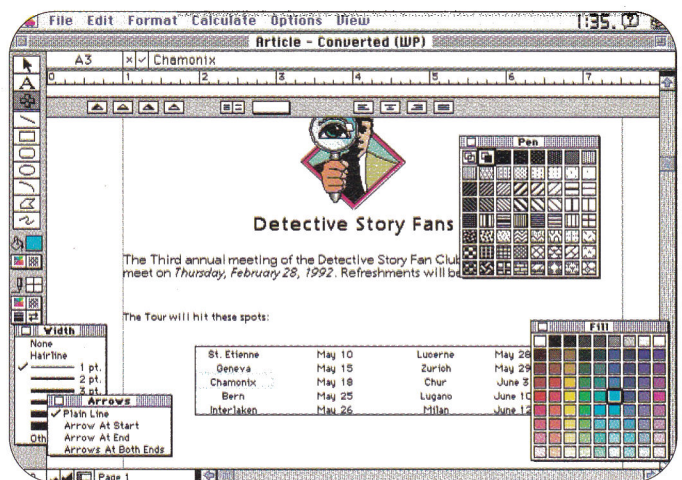 File Edit Format Calculate Options View 1:35.
Article - Converted (WP)
A3 × ✓ Chamonix
0 1 2 3 4 5 6 7
Pen
Detective Story Fans
The Third annual meeting of the Detective Story Fan Club
meet on Thursday, February 28, 1992. Refreshments will be
The Tour will hit these spots:
Fill
Width
None
Hairline
1 pt.
2 pt.
3 pt.
Oth
Arrows
Plain Line
Arrow At Start
Arrow At End
Arrows At Both Ends
St. Etienne May 10 Lucerne May 28
Geneva May 15 Zurich May 29
Chamonix May 18 Chur June 3
Bern May 25 Lugano June 10
Interlaken May 26 Milan June 12
Page 1